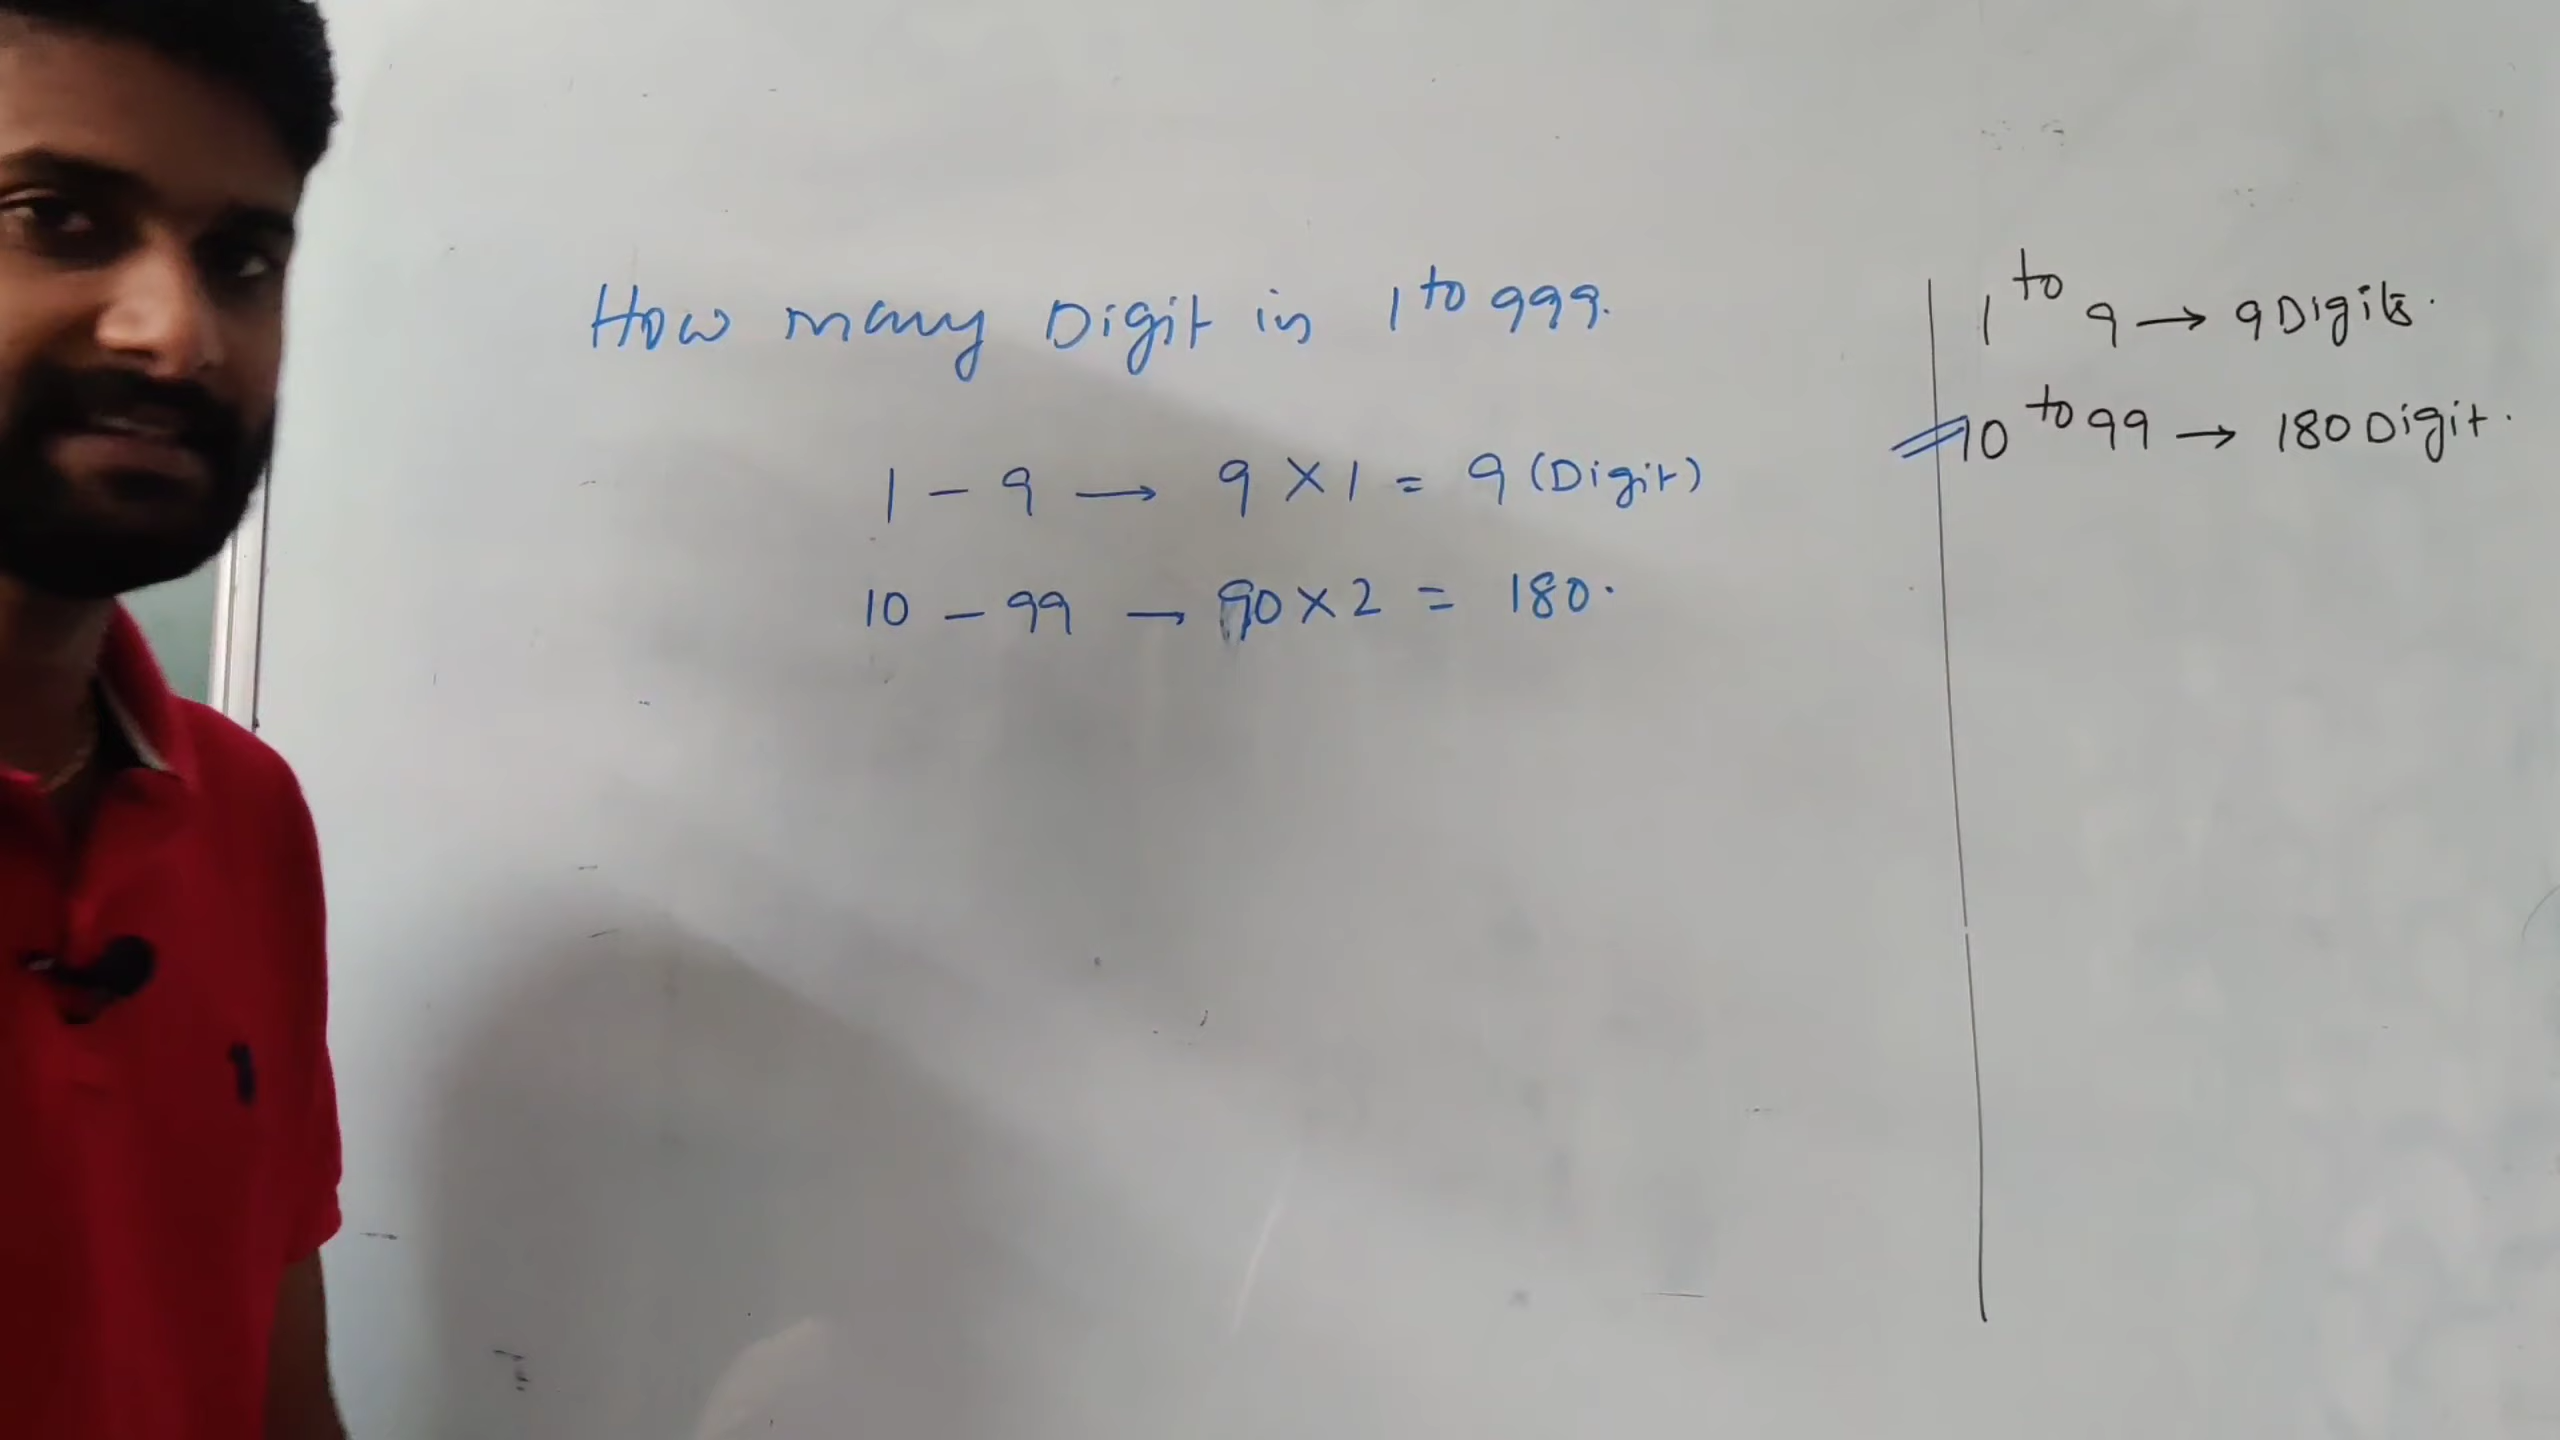 How many Digit in 1 to 999.
1 – 9 → 9 × 1 = 9 (Digit)
10 – 99 → 90 × 2 = 180.
1 to 9 → 9 Digits.
10 to 99 → 180 Digit.